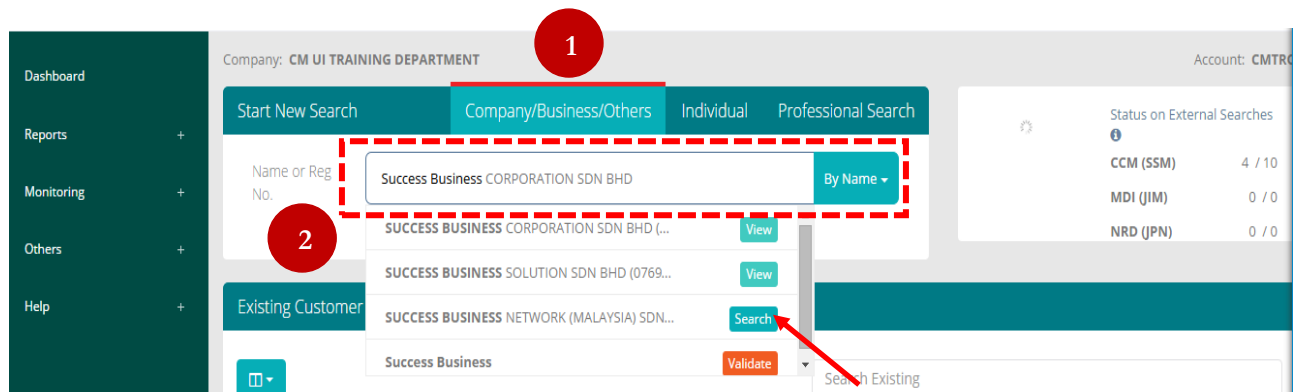 1
Company: CM UI TRAINING DEPARTMENT
Account: CMTRC
Dashboard
Reports +
Monitoring +
Others +
Help +
Start New Search
Company/Business/Others
Individual
Professional Search
Name or Reg
No.
Success Business CORPORATION SDN BHD
By Name
2
SUCCESS BUSINESS CORPORATION SDN BHD (...
View
SUCCESS BUSINESS SOLUTION SDN BHD (0769...
View
SUCCESS BUSINESS NETWORK (MALAYSIA) SDN...
Search
Success Business
Validate
Status on External Searches
CCM (SSM) 4 / 10
MDI (JIM) 0 / 0
NRD (JPN) 0 / 0
Existing Customer
Search Existing